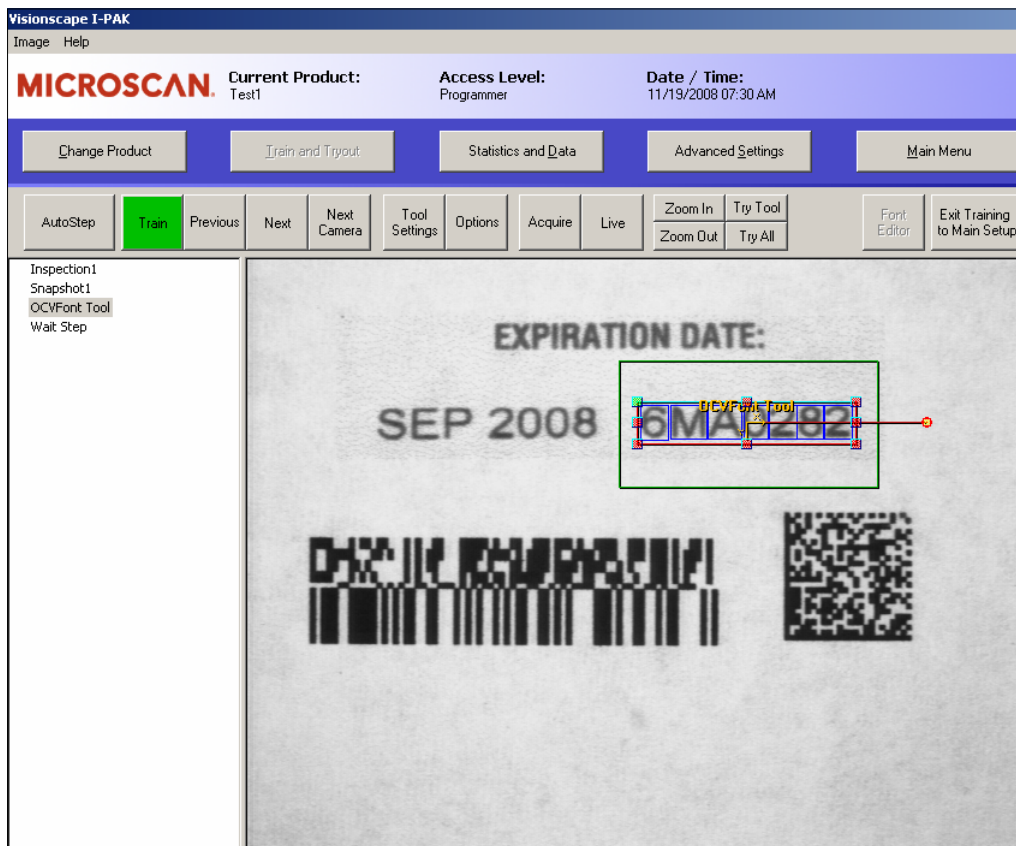 Visionscape I-PAK
Image Help
MICROSCAN.
Current Product:
Test1
Access Level:
Programmer
Date / Time:
11/19/2008 07:30 AM
Change Product
Train and Tryout
Statistics and Data
Advanced Settings
Main Menu
AutoStep
Train
Previous
Next
Next
Camera
Tool
Settings
Options
Acquire
Live
Zoom In
Zoom Out
Try Tool
Try All
Font
Editor
Exit Training
to Main Setup
Inspection1
Snapshot1
OCVFont Tool
Wait Step
EXPIRATION DATE:
OCVFont Tool
SEP 2008